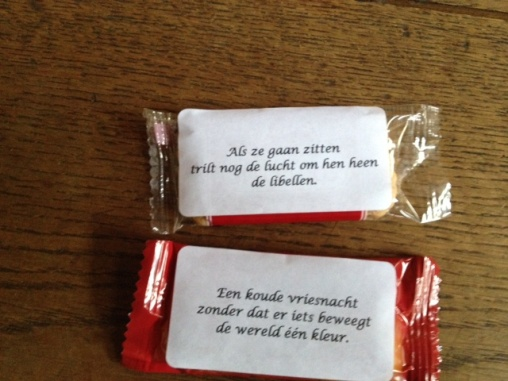 Als ze gaan zitten
trilt nog de lucht om hen heen
de libellen.
Een koude vriesnacht
zonder dat er iets beweegt
de wereld één kleur.